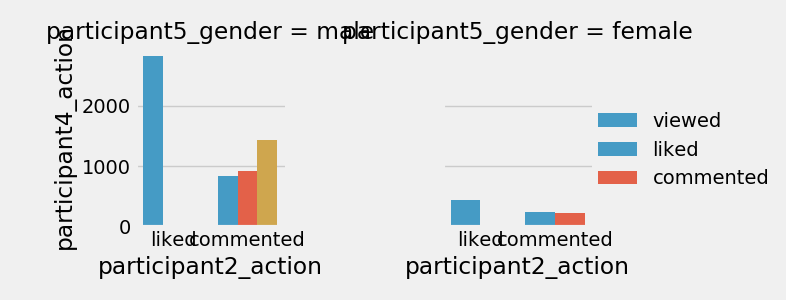 participant5_gender = male
participant5_gender = female
participant4_action
2000
1000
0
liked
commented
participant2_action
liked
commented
participant2_action
viewed
liked
commented